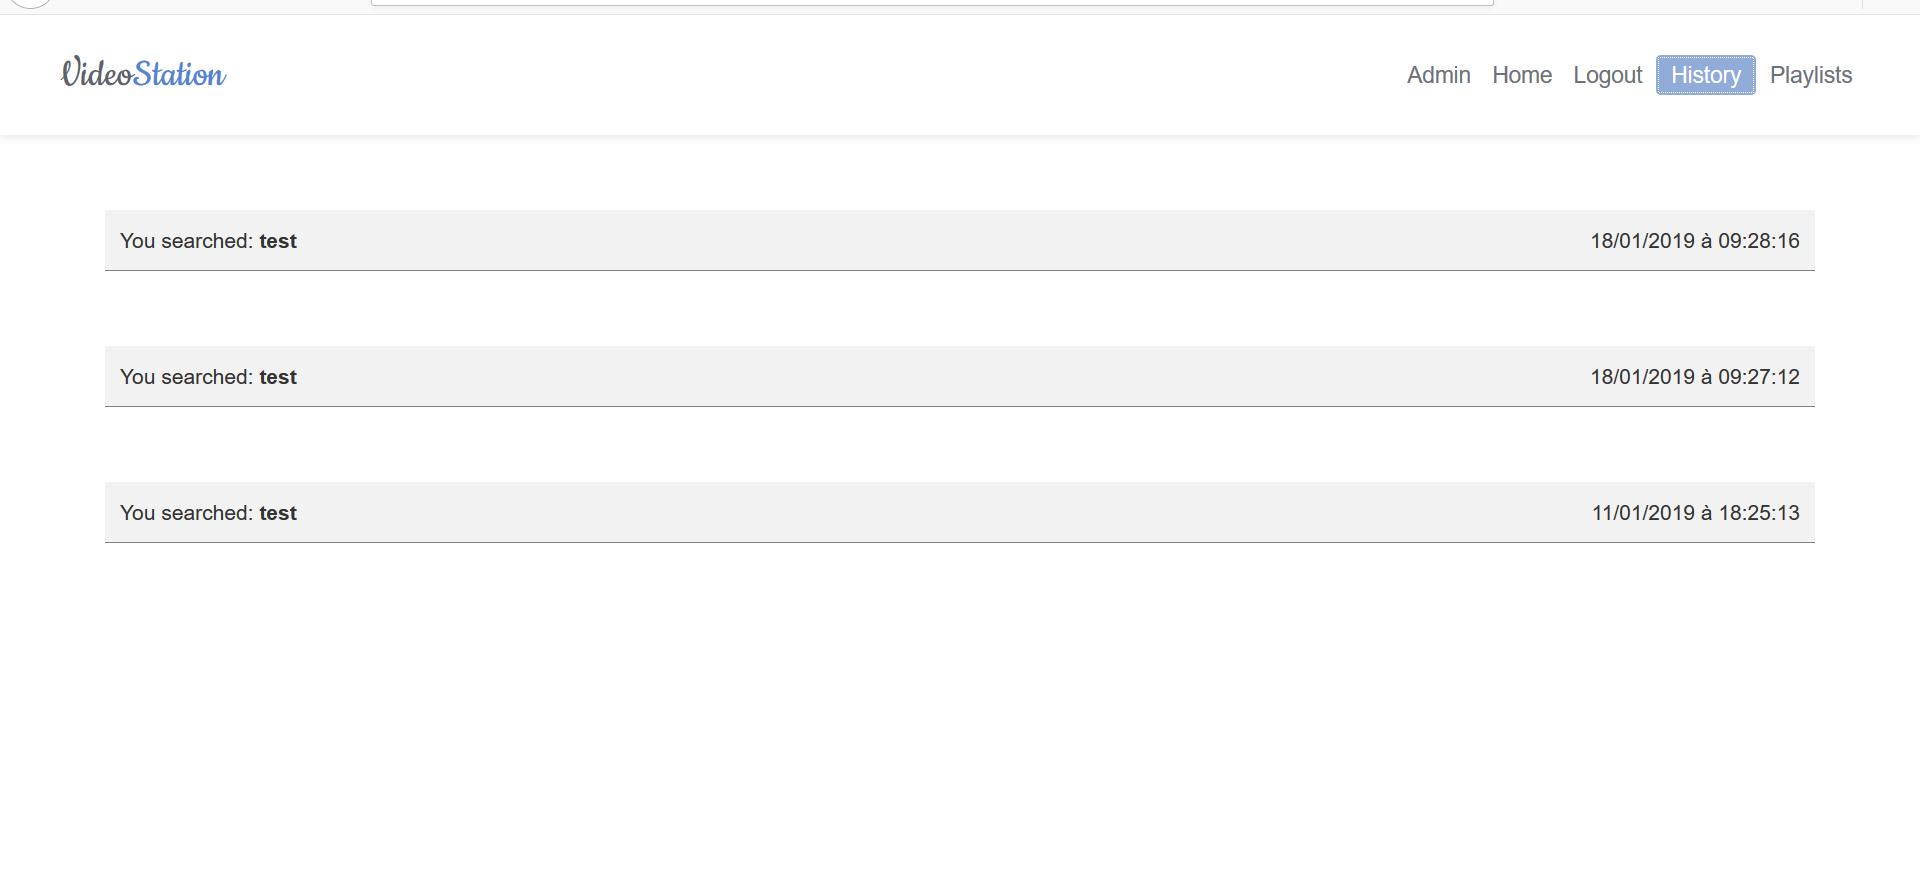 VideoStation
Admin Home Logout History Playlists
You searched: test 18/01/2019 à 09:28:16
You searched: test 18/01/2019 à 09:27:12
You searched: test 11/01/2019 à 18:25:13